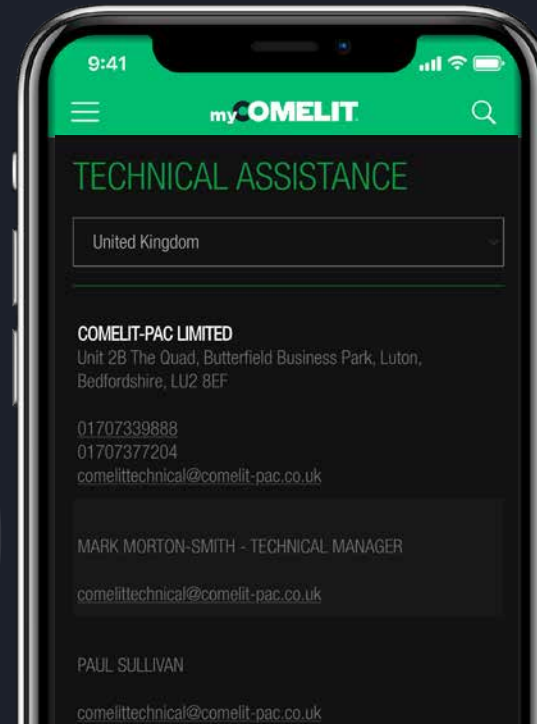 9:41
myCOMELIT
TECHNICAL ASSISTANCE
United Kingdom
COMELIT-PAC LIMITED
Unit 2B The Quad, Butterfield Business Park, Luton,
Bedfordshire, LU2 8EF
01707339888
01707377204
comelittechnical@comelit-pac.co.uk
MARK MORTON-SMITH - TECHNICAL MANAGER
comelittechnical@comelit-pac.co.uk
PAUL SULLIVAN
comelittechnical@comelit-pac.co.uk